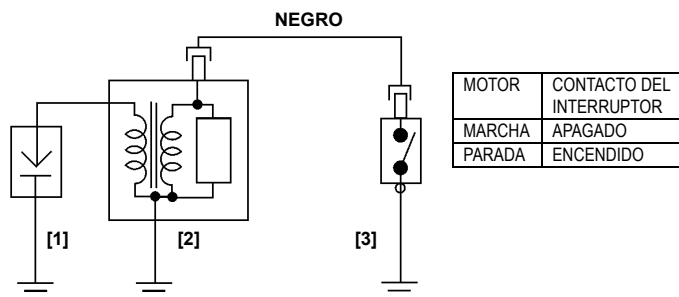 NEGRO
MOTOR CONTACTO DEL INTERRUPTOR
MARCHA APAGADO
PARADA ENCENDIDO
[1] [2] [3]